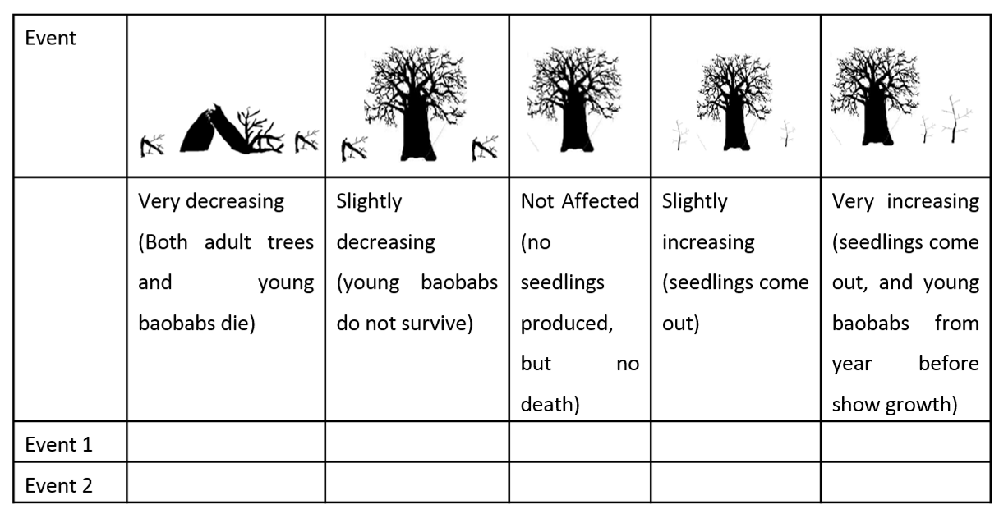 Event
Very decreasing
(Both adult trees
and young
baobabs die)
Slightly
decreasing
(young baobabs
do not survive)
Not Affected
(no
seedlings
produced,
but no
death)
Slightly
increasing
(seedlings come
out)
Very increasing
(seedlings come
out, and young
baobabs from
year before
show growth)
Event 1
Event 2